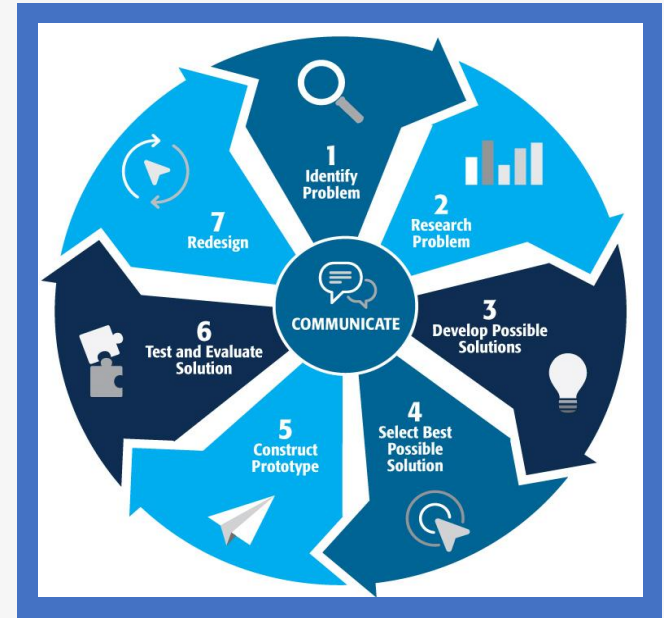 1
Identify
Problem
2
Research
Problem
3
Develop Possible
Solutions
4
Select Best
Possible
Solution
5
Construct
Prototype
6
Test and Evaluate
Solution
7
Redesign
COMMUNICATE